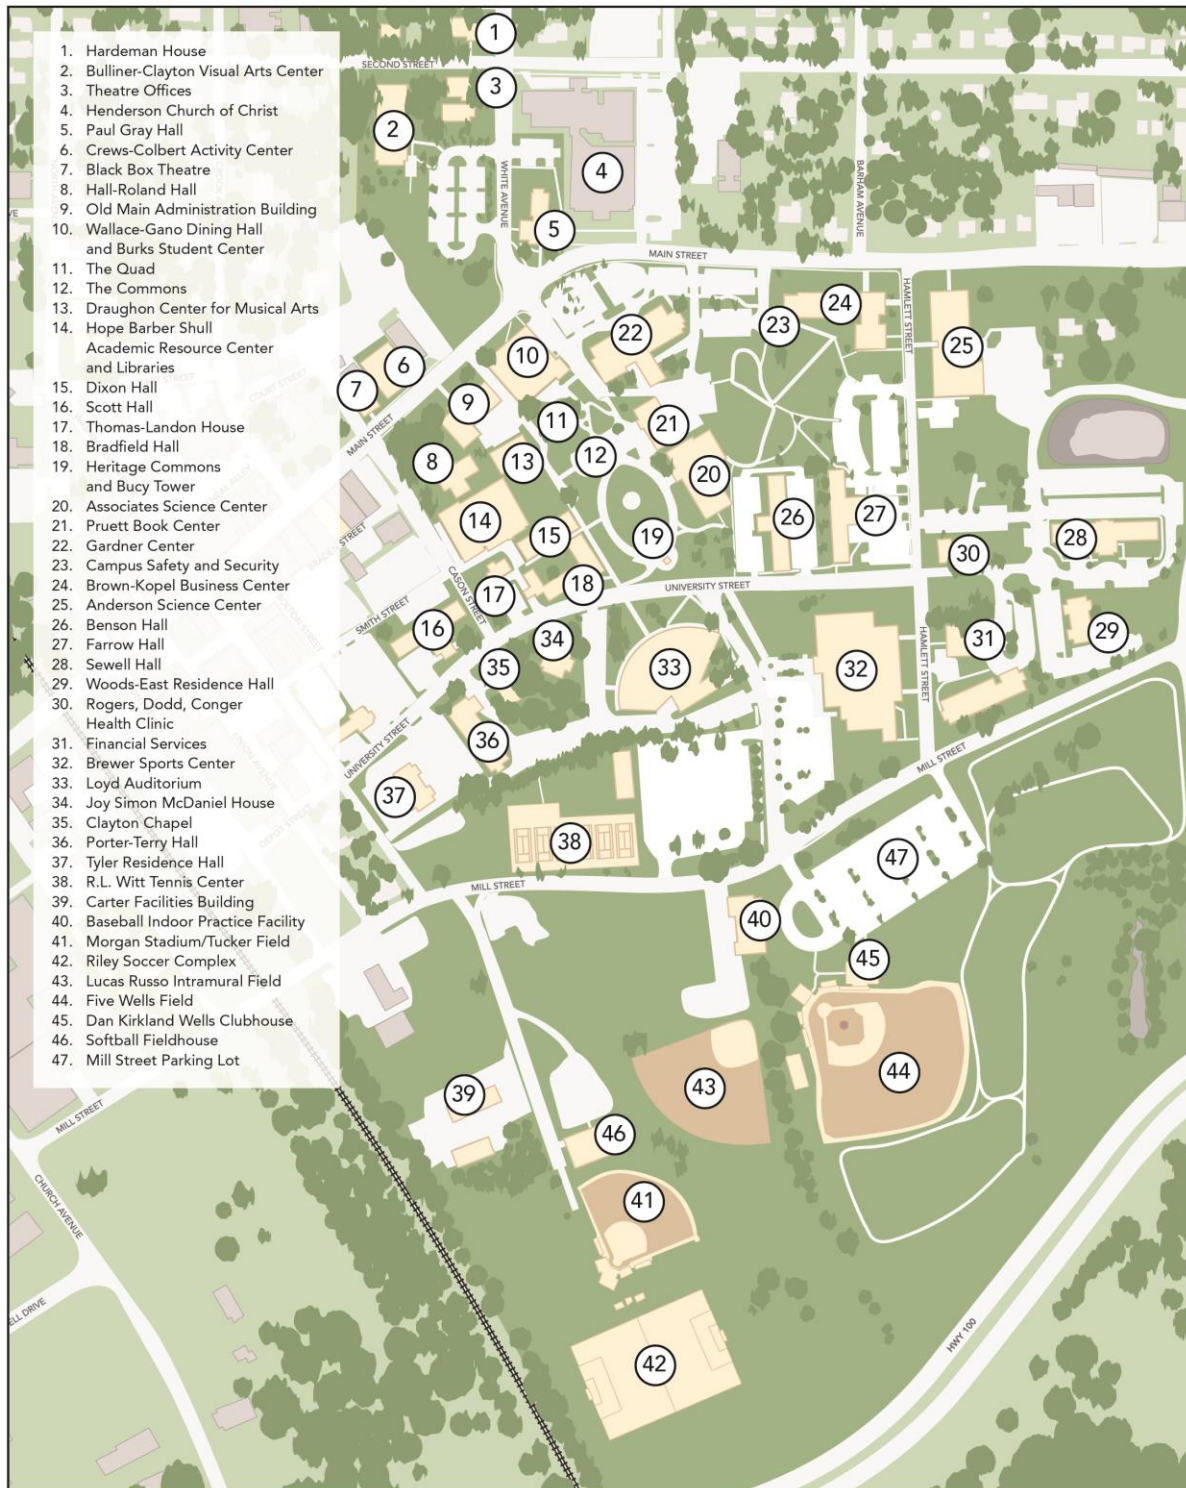 1. Hardeman House
2. Bulliner-Clayton Visual Arts Center
3. Theatre Offices
4. Henderson Church of Christ
5. Paul Gray Hall
6. Crews-Colbert Activity Center
7. Black Box Theatre
8. Hall-Roland Hall
9. Old Main Administration Building
10. Wallace-Gano Dining Hall
and Burks Student Center
11. The Quad
12. The Commons
13. Draughon Center for Musical Arts
14. Hope Barber Shull
Academic Resource Center
and Libraries
15. Dixon Hall
16. Scott Hall
17. Thomas-Landon House
18. Bradfield Hall
19. Heritage Commons
and Bucy Tower
20. Associates Science Center
21. Pruett Book Center
22. Gardner Center
23. Campus Safety and Security
24. Brown-Kopel Business Center
25. Anderson Science Center
26. Benson Hall
27. Farrow Hall
28. Sewell Hall
29. Woods-East Residence Hall
30. Rogers, Dodd, Conger
Health Clinic
31. Financial Services
32. Brewer Sports Center
33. Loyd Auditorium
34. Joy Simon McDaniel House
35. Clayton Chapel
36. Porter-Terry Hall
37. Tyler Residence Hall
38. R.L. Witt Tennis Center
39. Carter Facilities Building
40. Baseball Indoor Practice Facility
41. Morgan Stadium/Tucker Field
42. Riley Soccer Complex
43. Lucas Russo Intramural Field
44. Five Wells Field
45. Dan Kirkland Wells Clubhouse
46. Softball Fieldhouse
47. Mill Street Parking Lot
1
SECOND STREET
3
2
4
WHITE AVENUE
BARHAM AVENUE
5
MAIN STREET
HAMLETT STREET
24
23
22
25
10
6
7
9
11
21
MAIN STREET
12
8
13
20
14
26
27
15
19
28
30
CASON STREET
18
UNIVERSITY STREET
17
SMITH STREET
16
34
29
31
33
35
32
HAMLETT STREET
36
UNIVERSITY STREET
MILL STREET
37
38
47
MILL STREET
40
45
44
43
39
MILL STREET
46
CHURCH AVENUE
41
HWY 100
42